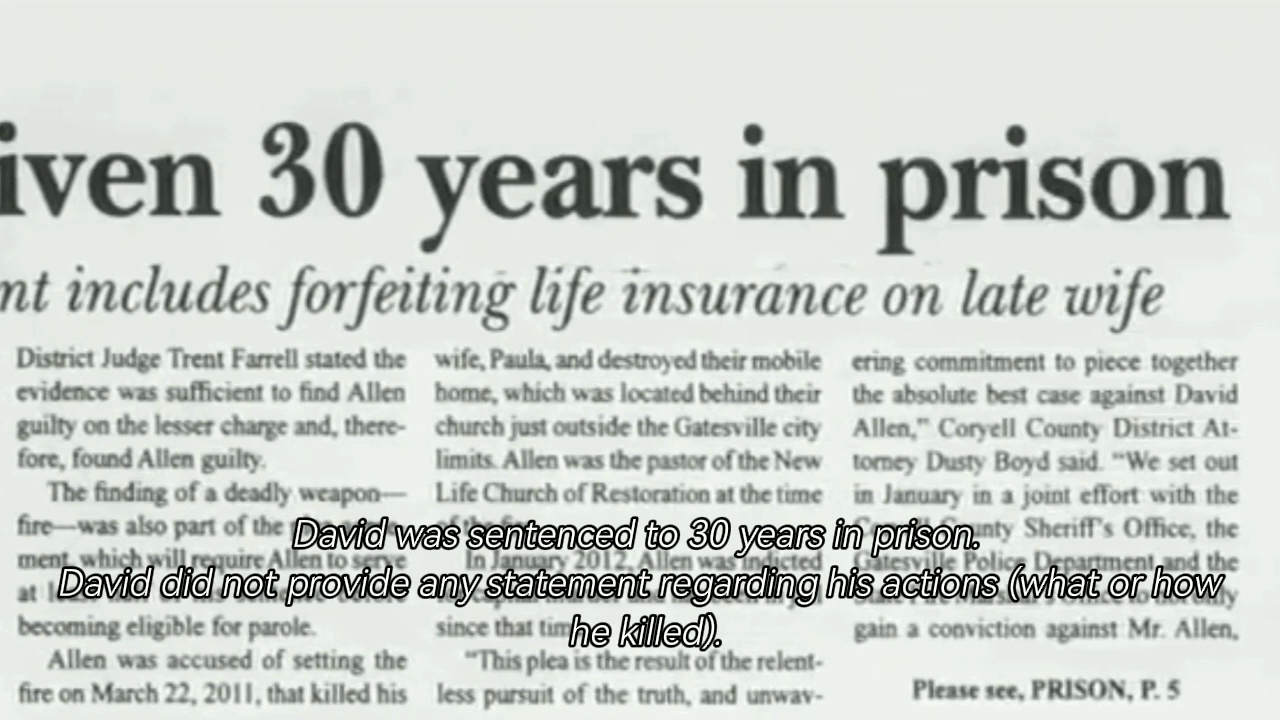 iven 30 years in prison
nt includes forfeiting life insurance on late wife
District Judge Trent Farrell stated the
evidence was sufficient to find Allen
guilty on the lesser charge and, there-
fore, found Allen guilty.
The finding of a deadly weapon—
fire—was also part of the
ment, which will require Allen to serve
at
becoming eligible for parole.
Allen was accused of setting the
fire on March 22, 2011, that killed his
wife, Paula, and destroyed their mobile
home, which was located behind their
church just outside the Gatesville city
limits. Allen was the pastor of the New
Life Church of Restoration at the time
In January 2012, Allen was indicted
since that
"This plea is the result of the relent-
less pursuit of the truth, and unwav-
ering commitment to piece together
the absolute best case against David
Allen," Coryell County District At-
torney Dusty Boyd said. "We set out
in January in a joint effort with the
County Sheriff's Office, the
Gatesville Police Department and the
gain a conviction against Mr. Allen,
Please see, PRISON, P. 5
David was sentenced to 30 years in prison.
David did not provide any statement regarding his actions (what or how
he killed).